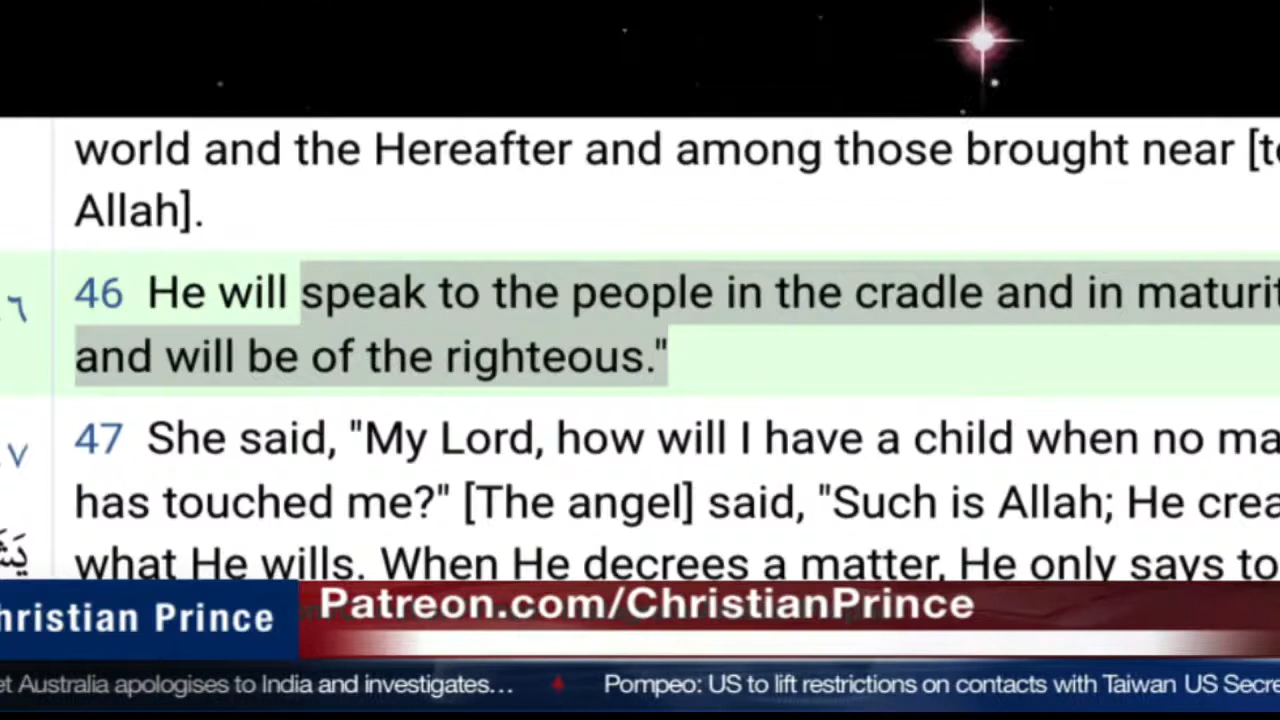 world and the Hereafter and among those brought near [t
Allah].
٦
46 He will speak to the people in the cradle and in maturit
and will be of the righteous."
٧
47 She said, "My Lord, how will I have a child when no ma
has touched me?" [The angel] said, "Such is Allah; He crea
what He wills. When He decrees a matter, He only says to
hristian Prince
Patreon.com/ChristianPrince
et Australia apologises to India and investigates... Pompeo: US to lift restrictions on contacts with Taiwan US Secre